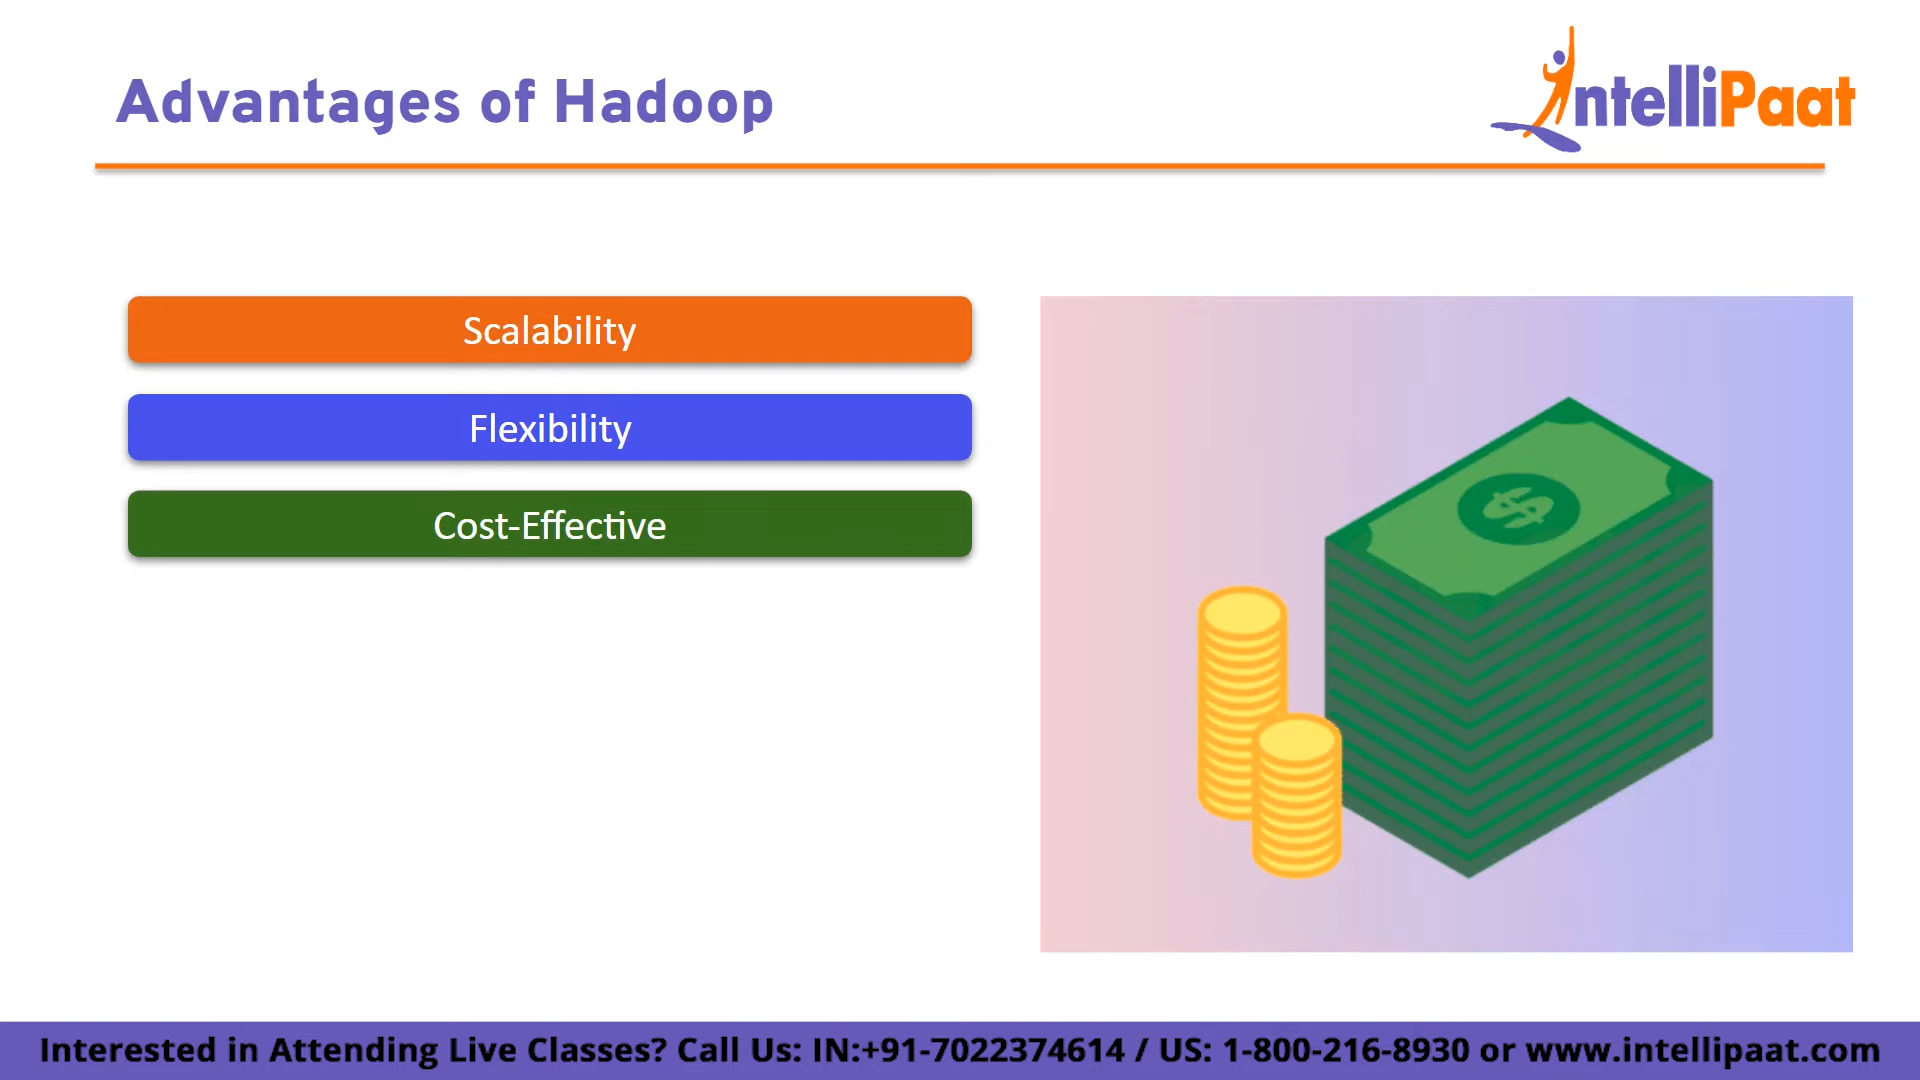 Advantages of Hadoop
IntelliPaat
Scalability
Flexibility
Cost-Effective
$
Interested in Attending Live Classes? Call Us: IN:+91-7022374614 / US: 1-800-216-8930 or www.intellipaat.com